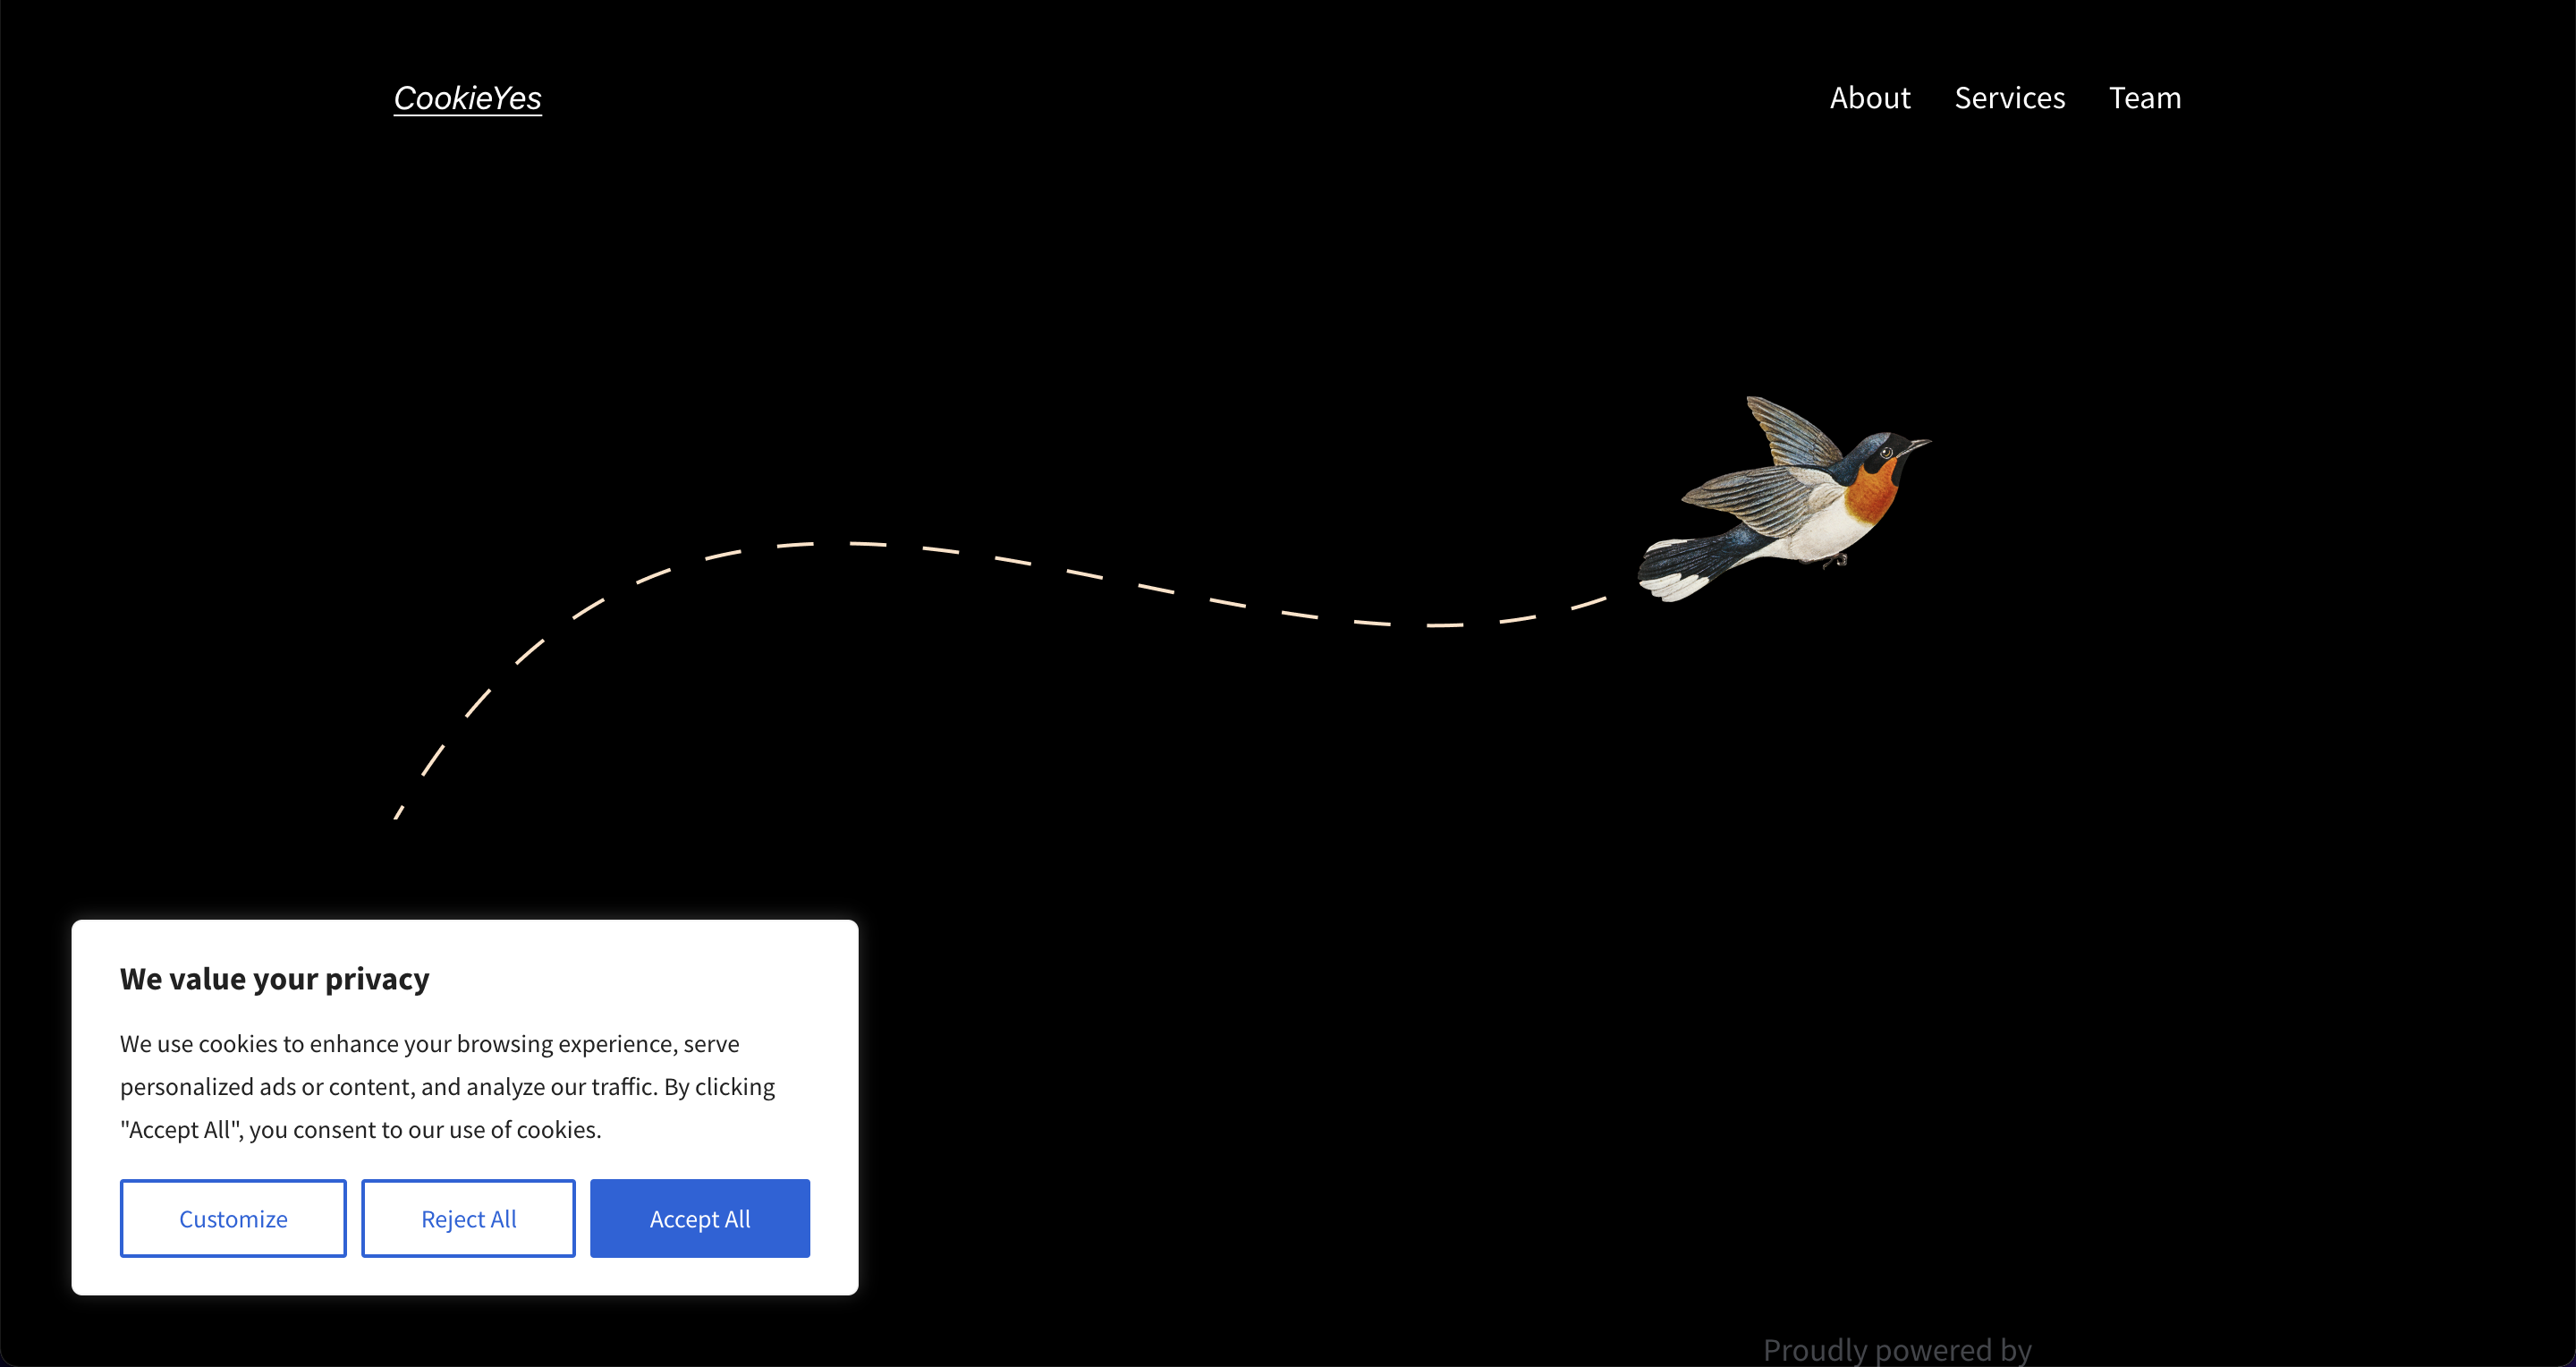 CookieYes
About Services Team
We value your privacy
We use cookies to enhance your browsing experience, serve
personalized ads or content, and analyze our traffic. By clicking
"Accept All", you consent to our use of cookies.
Customize Reject All Accept All
Proudly powered by